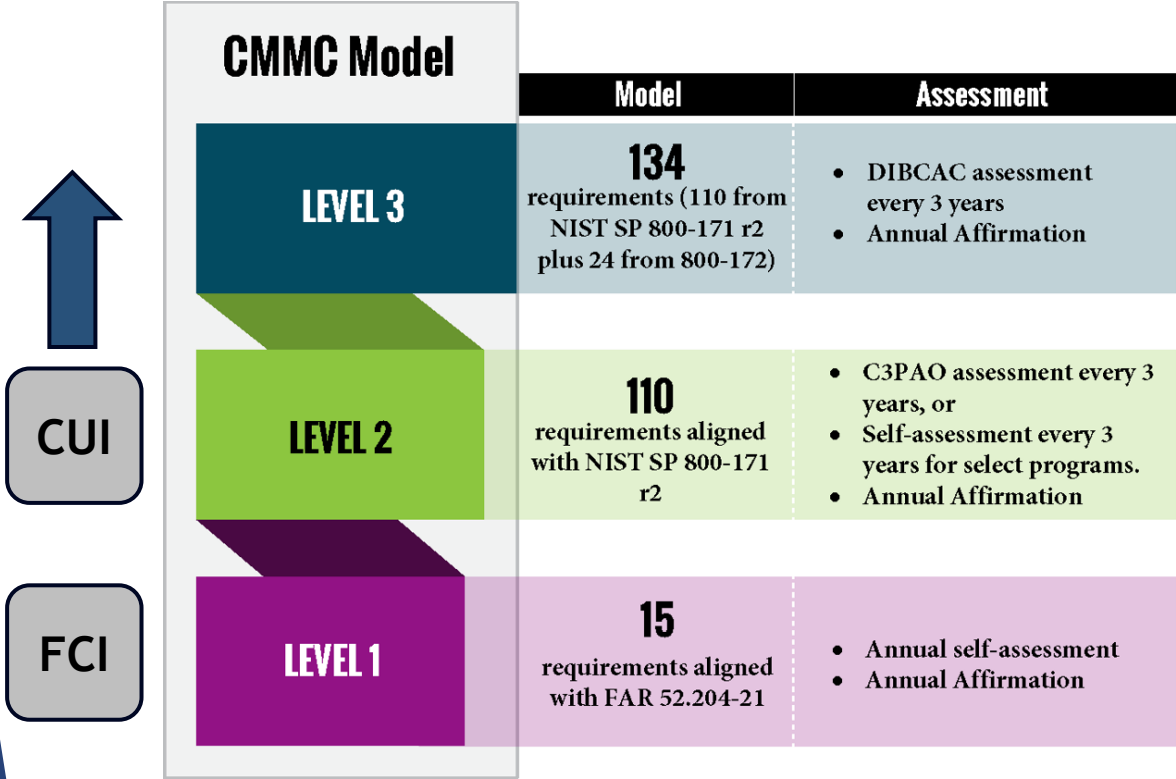 CMMC Model
Model
Assessment
LEVEL 3
134
requirements (110 from
NIST SP 800-171 r2
plus 24 from 800-172)
• DIBCAC assessment
every 3 years
• Annual Affirmation
CUI
LEVEL 2
110
requirements aligned
with NIST SP 800-171
r2
• C3PAO assessment every 3
years, or
• Self-assessment every 3
years for select programs.
• Annual Affirmation
FCI
LEVEL 1
15
requirements aligned
with FAR 52.204-21
• Annual self-assessment
• Annual Affirmation